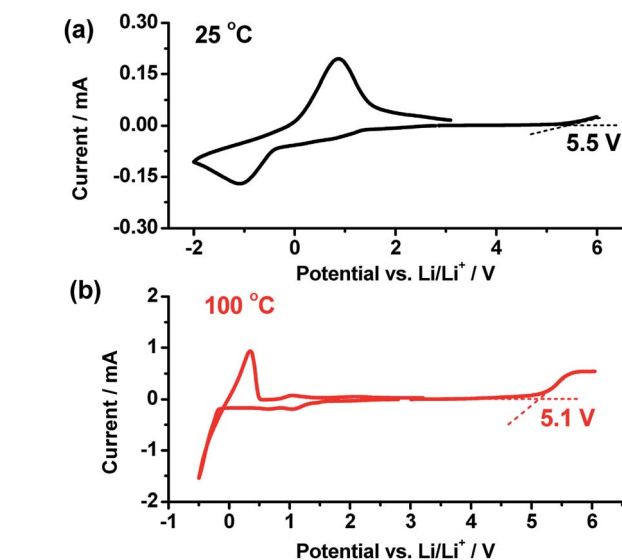 (a)
25 °C
Current / mA
0.30
0.15
0.00
-0.15
-0.30
5.5 V
-2 0 2 4 6
Potential vs. Li/Li⁺ / V
(b)
100 °C
Current / mA
2
1
0
-1
-2
5.1 V
-1 0 1 2 3 4 5 6
Potential vs. Li/Li⁺ / V